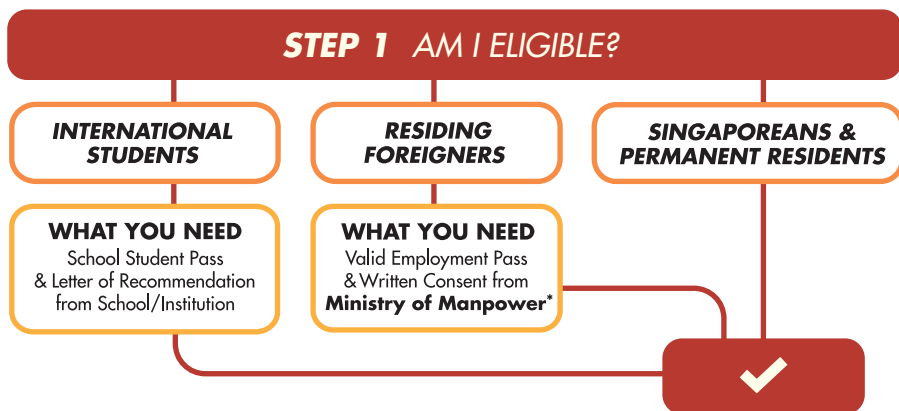 STEP 1 AM I ELIGIBLE?
INTERNATIONAL
STUDENTS
WHAT YOU NEED
School Student Pass
& Letter of Recommendation
from School/Institution
RESIDING
FOREIGNERS
WHAT YOU NEED
Valid Employment Pass
& Written Consent from
Ministry of Manpower*
SINGAPOREANS &
PERMANENT RESIDENTS